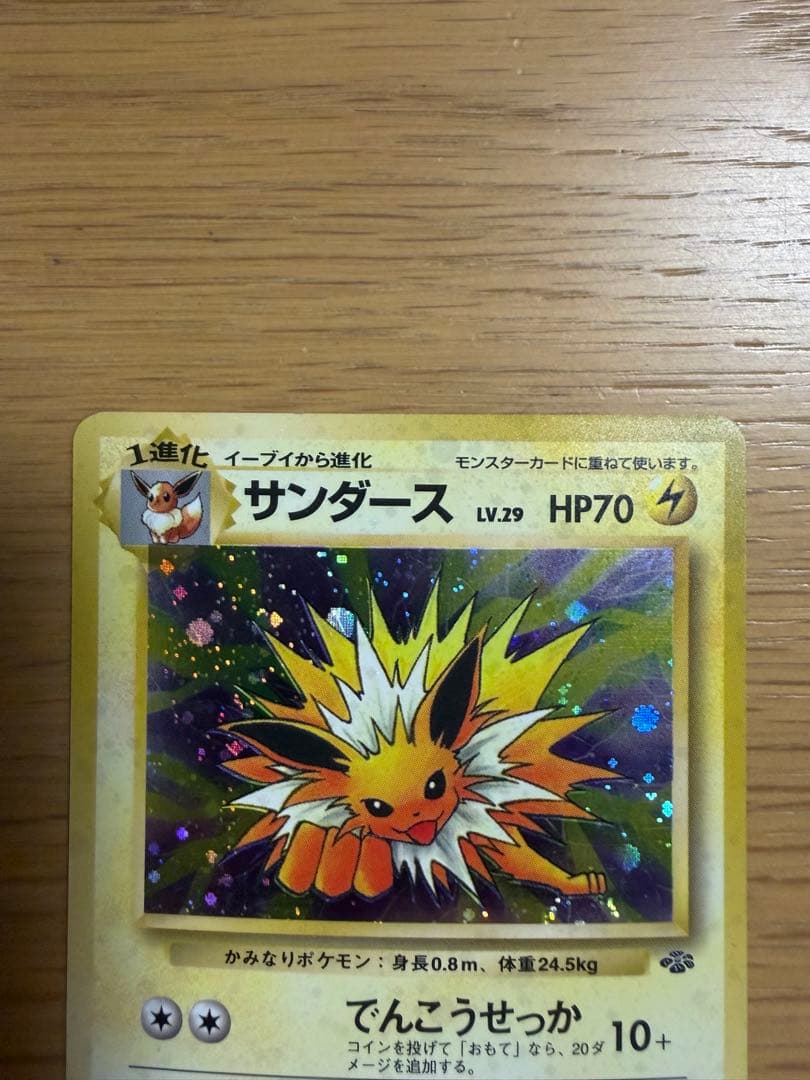 1進化
イーブイから進化
モンスターカードに重ねて使います。
サンダース LV.29 HP70
かみなりポケモン：身長0.8m、体重24.5kg
でんこうせっか
10+
コインを投げて「おもて」なら、20ダ
メージを追加する。